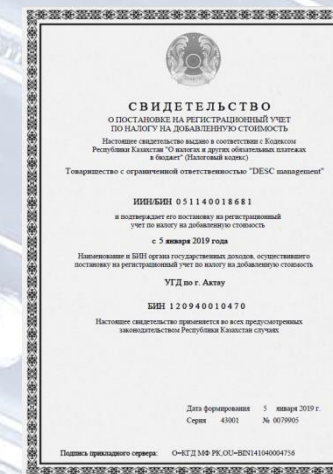 СВИДЕТЕЛЬСТВО
О ПОСТАНОВКЕ НА РЕГИСТРАЦИОННЫЙ УЧЕТ
ПО НАЛОГУ НА ДОБАВЛЕННУЮ СТОИМОСТЬ
Настоящее свидетельство выдано в соответствии с Кодексом
Республики Казахстан "О налогах и других обязательных платежах
в бюджет" (Налоговый кодекс)
Товарищество с ограниченной ответственностью "DESC management"
ИИН/БИН 051140018681
и подтверждает его постановку на регистрационный
учет по налогу на добавленную стоимость
с 5 января 2019 года
Наименование и БИН органа государственных доходов, осуществившего
постановку на регистрационный учет по налогу на добавленную стоимость
УГД по г. Актау
БИН 120940010470
Настоящее свидетельство применяется во всех предусмотренных
законодательством Республики Казахстан случаях
Дата формирования 5 января 2019 г.
Серия 43001 № 0079905
Подпись прикладного сервера: O=КГД МФ РК,OU=BIN141040004756